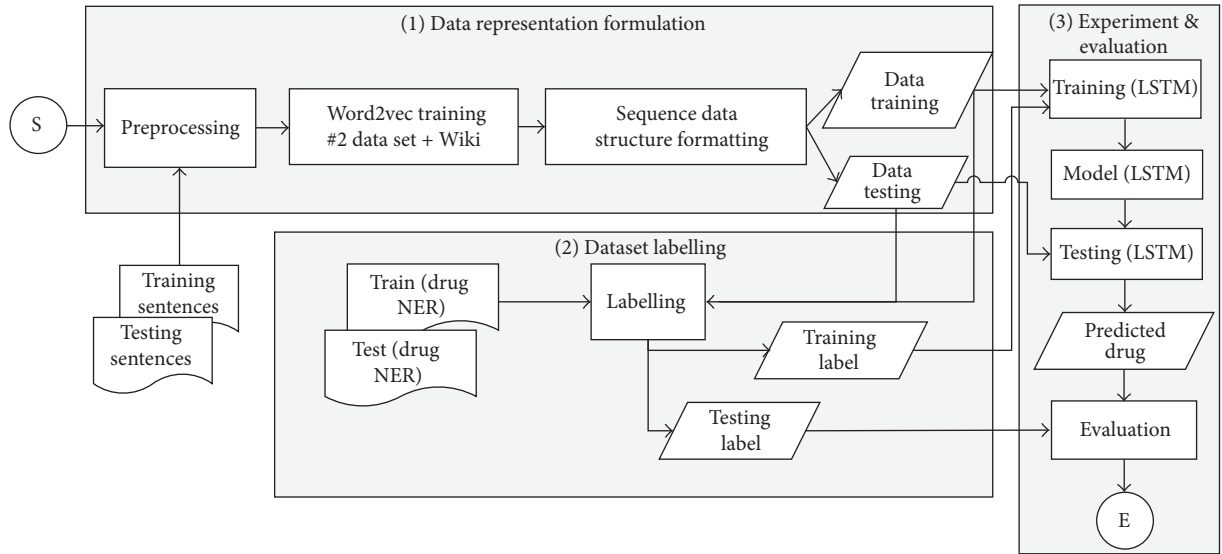 (1) Data representation formulation
S
Preprocessing
Word2vec training
#2 data set + Wiki
Sequence data
structure formatting
Data
training
Data
testing
Training
sentences
Testing
sentences
(2) Dataset labelling
Train (drug
NER)
Test (drug
NER)
Labelling
Training
label
Testing
label
(3) Experiment &
evaluation
Training (LSTM)
Model (LSTM)
Testing (LSTM)
Predicted
drug
Evaluation
E